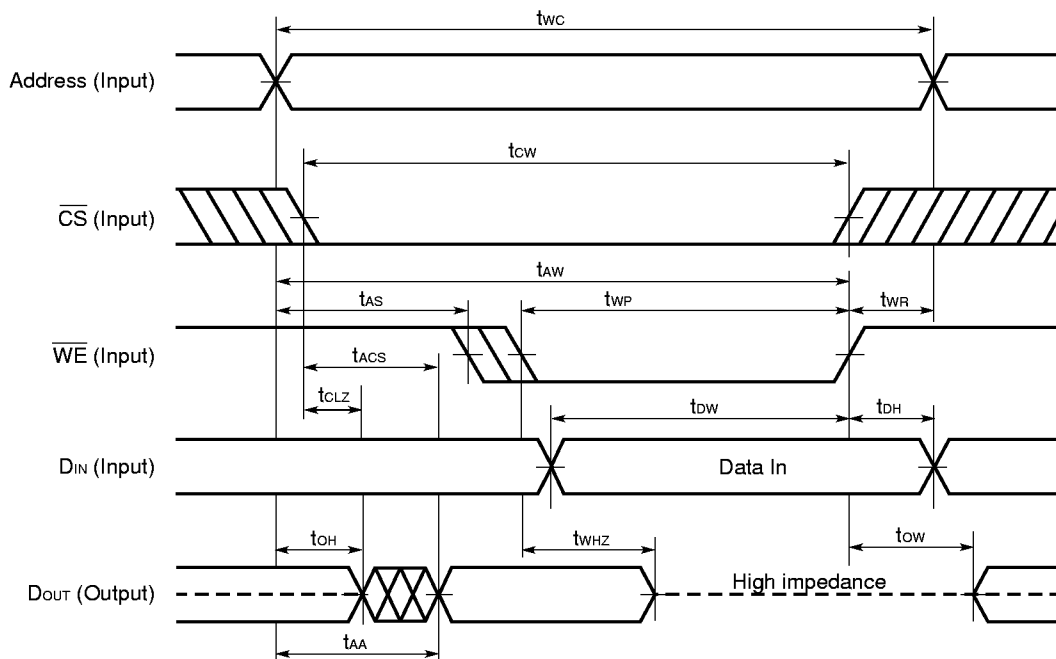 tWC
Address (Input)
tCW
CS (Input)
tAW
tAS
tWP
tWR
WE (Input)
tACS
tCLZ
tDW
tDH
DIN (Input)
Data In
tOH
tWHZ
tOW
DOUT (Output)
High impedance
tAA